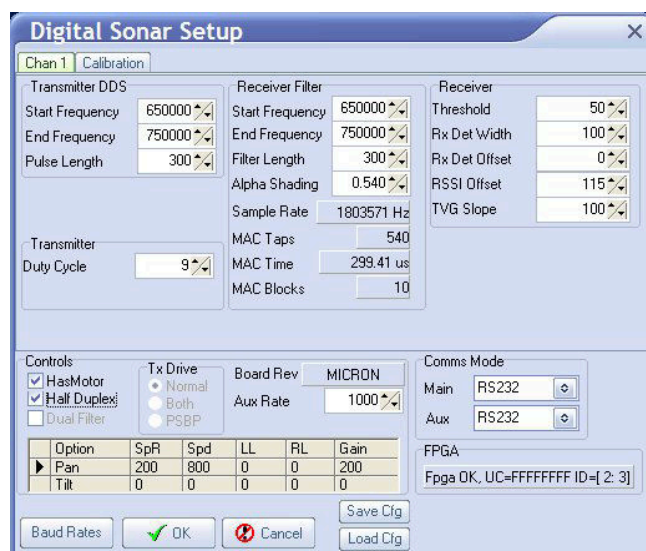 Digital Sonar Setup
Chan 1 Calibration
Transmitter DDS
Start Frequency 650000
End Frequency 750000
Pulse Length 300
Transmitter
Duty Cycle 9
Receiver Filter
Start Frequency 650000
End Frequency 750000
Filter Length 300
Alpha Shading 0.540
Sample Rate 1803571 Hz
MAC Taps 540
MAC Time 299.41 us
MAC Blocks 10
Receiver
Threshold 50
Rx Det Width 100
Rx Det Offset 0
RSSI Offset 115
TVG Slope 100
Controls
HasMotor
Half Duplex
Dual Filter
Tx Drive
Normal
Both
PSBP
Board Rev MICRON
Aux Rate 1000
Comms Mode
Main RS232
Aux RS232
Option SpR Spd LL RL Gain
Pan 200 800 0 0 200
Tilt 0 0 0 0 0
FPGA
Fpga OK, UC=FFFFFFFF ID=[ 2: 3]
Baud Rates OK Cancel
Save Cfg
Load Cfg